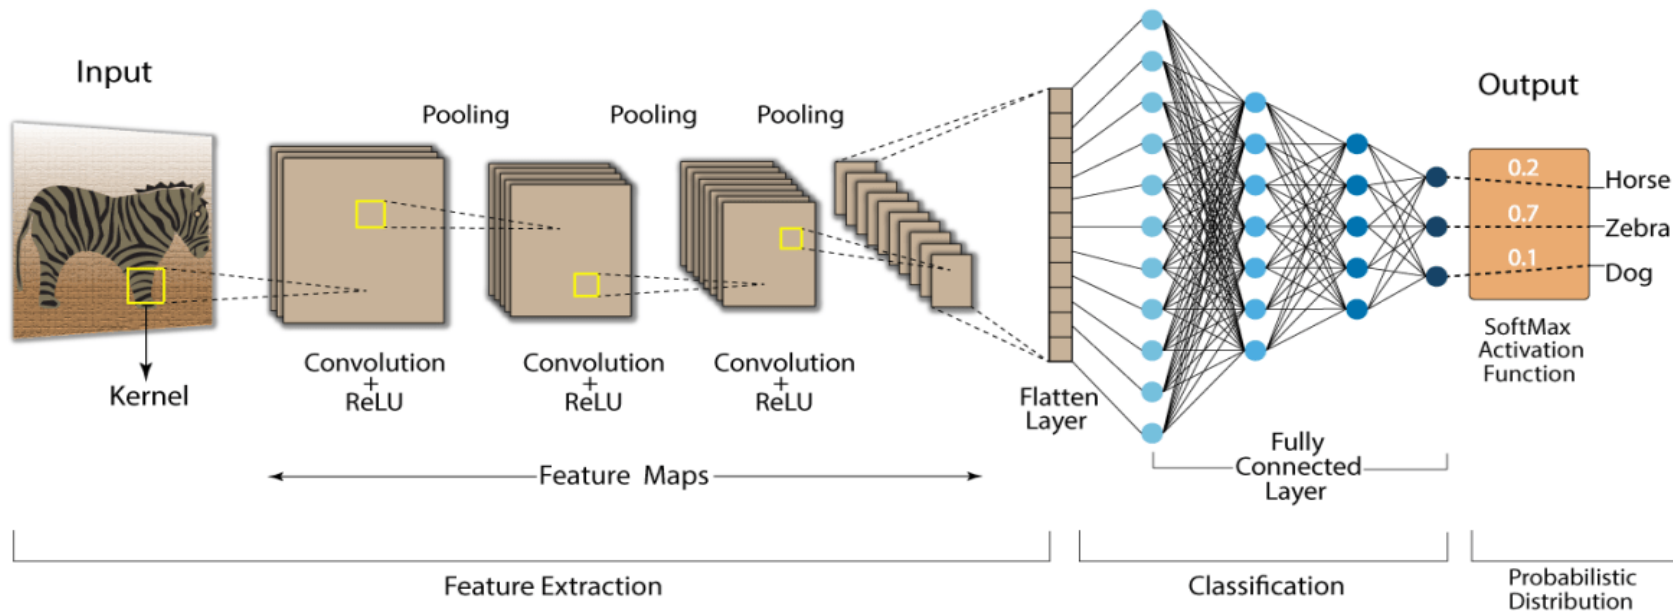 Input
Kernel
Pooling
Pooling
Pooling
Convolution
+
ReLU
Convolution
+
ReLU
Convolution
+
ReLU
Feature Maps
Flatten
Layer
Fully
Connected
Layer
Output
0.2
Horse
0.7
Zebra
0.1
Dog
SoftMax
Activation
Function
Feature Extraction
Classification
Probabilistic
Distribution